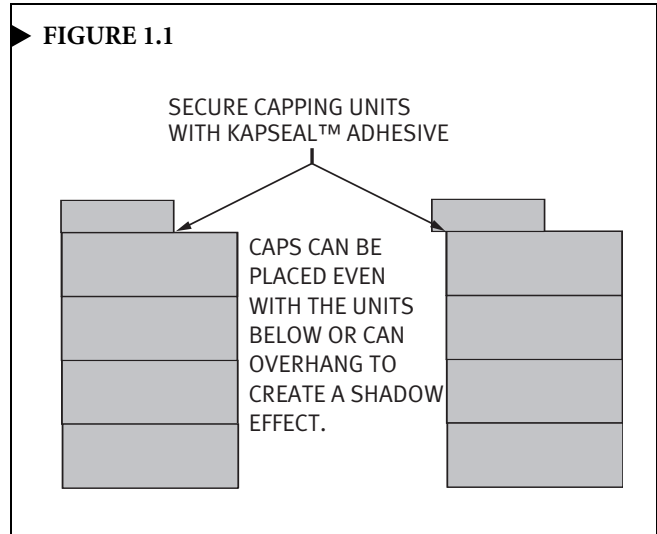 FIGURE 1.1
SECURE CAPPING UNITS
WITH KAPSEAL™ ADHESIVE
CAPS CAN BE
PLACED EVEN
WITH THE UNITS
BELOW OR CAN
OVERHANG TO
CREATE A SHADOW
EFFECT.